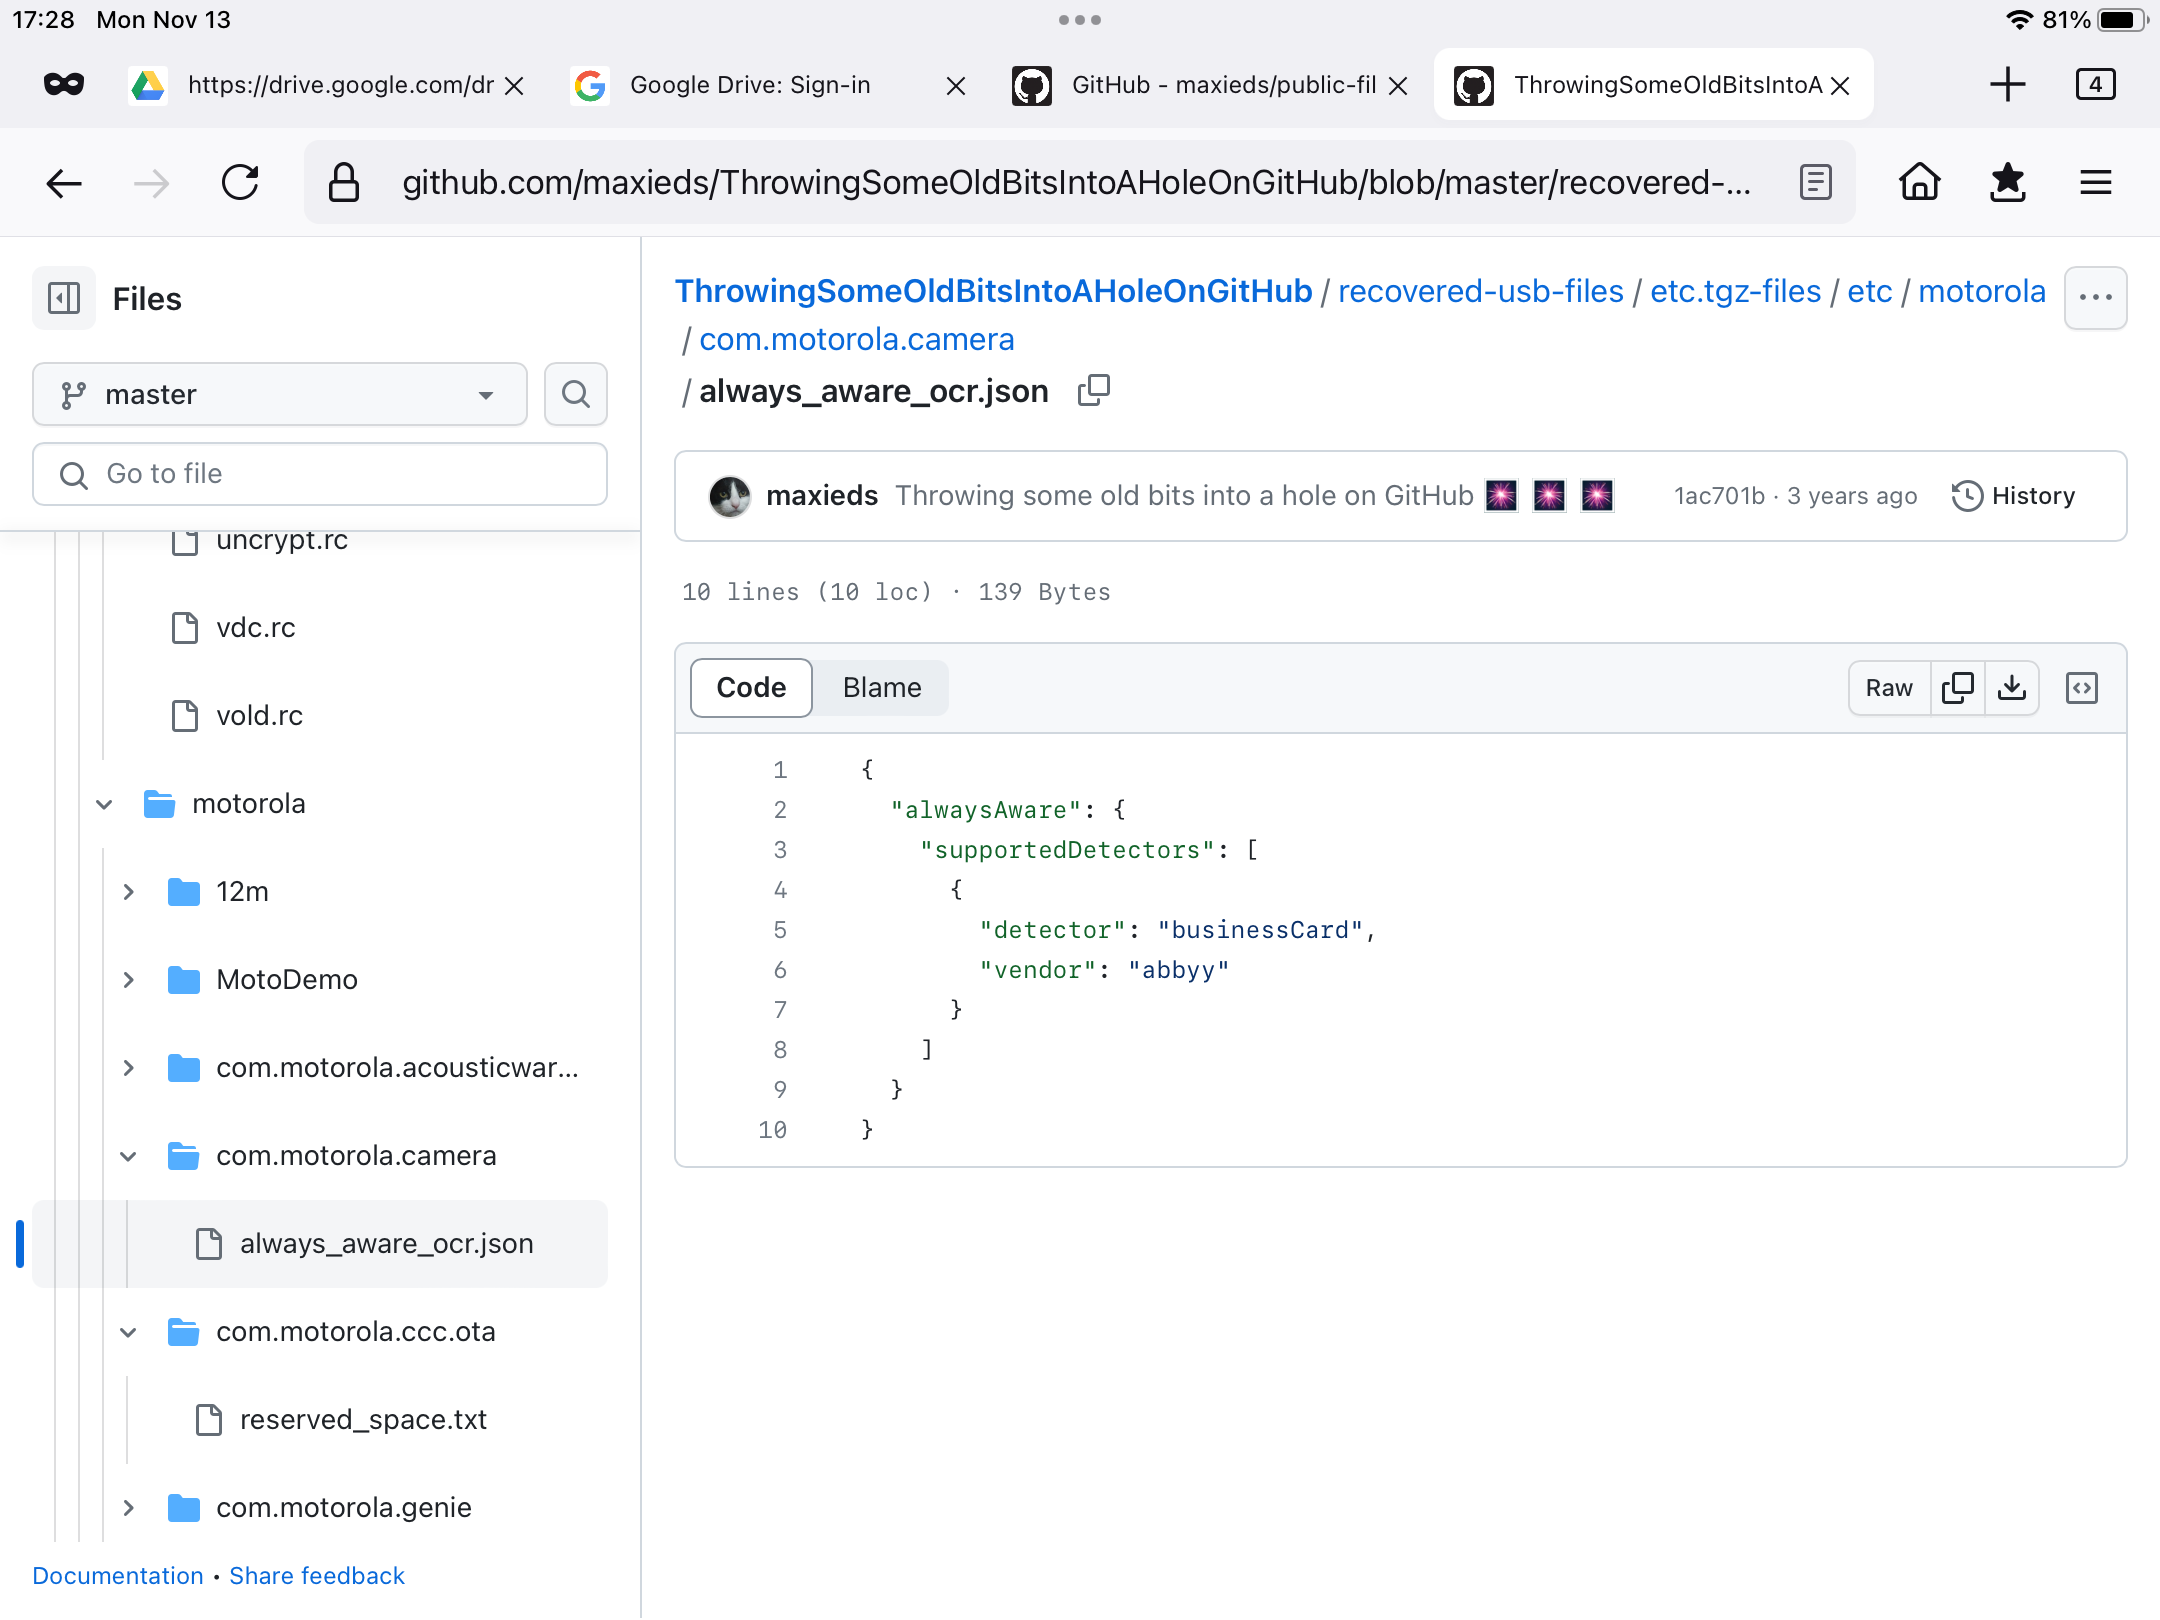 17:28 Mon Nov 13
81%
https://drive.google.com/dr
Google Drive: Sign-in
GitHub - maxieds/public-fil
ThrowingSomeOldBitsIntoA
4
github.com/maxieds/ThrowingSomeOldBitsIntoAHoleOnGitHub/blob/master/recovered-...
Files
master
Go to file
uncrypt.rc
vdc.rc
vold.rc
motorola
12m
MotoDemo
com.motorola.acousticwar...
com.motorola.camera
always_aware_ocr.json
com.motorola.ccc.ota
reserved_space.txt
com.motorola.genie
Documentation • Share feedback
ThrowingSomeOldBitsIntoAHoleOnGitHub / recovered-usb-files / etc.tgz-files / etc / motorola
/ com.motorola.camera
/ always_aware_ocr.json
maxieds Throwing some old bits into a hole on GitHub
1ac701b · 3 years ago
History
10 lines (10 loc) · 139 Bytes
Code Blame
Raw
1 {
2 "alwaysAware": {
3 "supportedDetectors": [
4 {
5 "detector": "businessCard",
6 "vendor": "abbyy"
7 }
8 ]
9 }
10 }